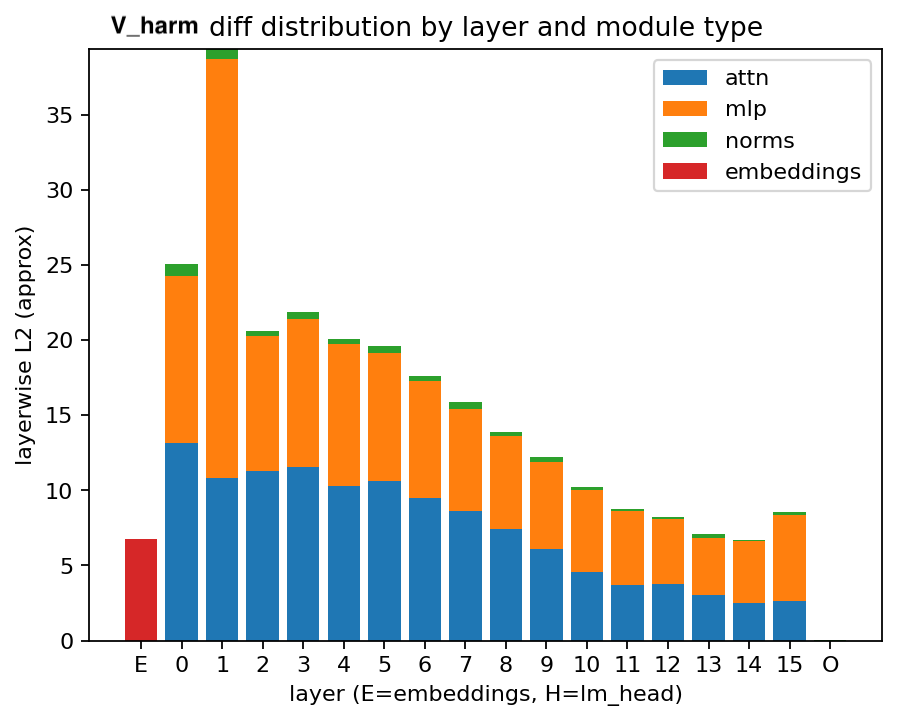 V_harm diff distribution by layer and module type
attn
mlp
norms
embeddings
layerwise L2 (approx)
35
30
25
20
15
10
5
0
E 0 1 2 3 4 5 6 7 8 9 10 11 12 13 14 15 O
layer (E=embeddings, H=lm_head)